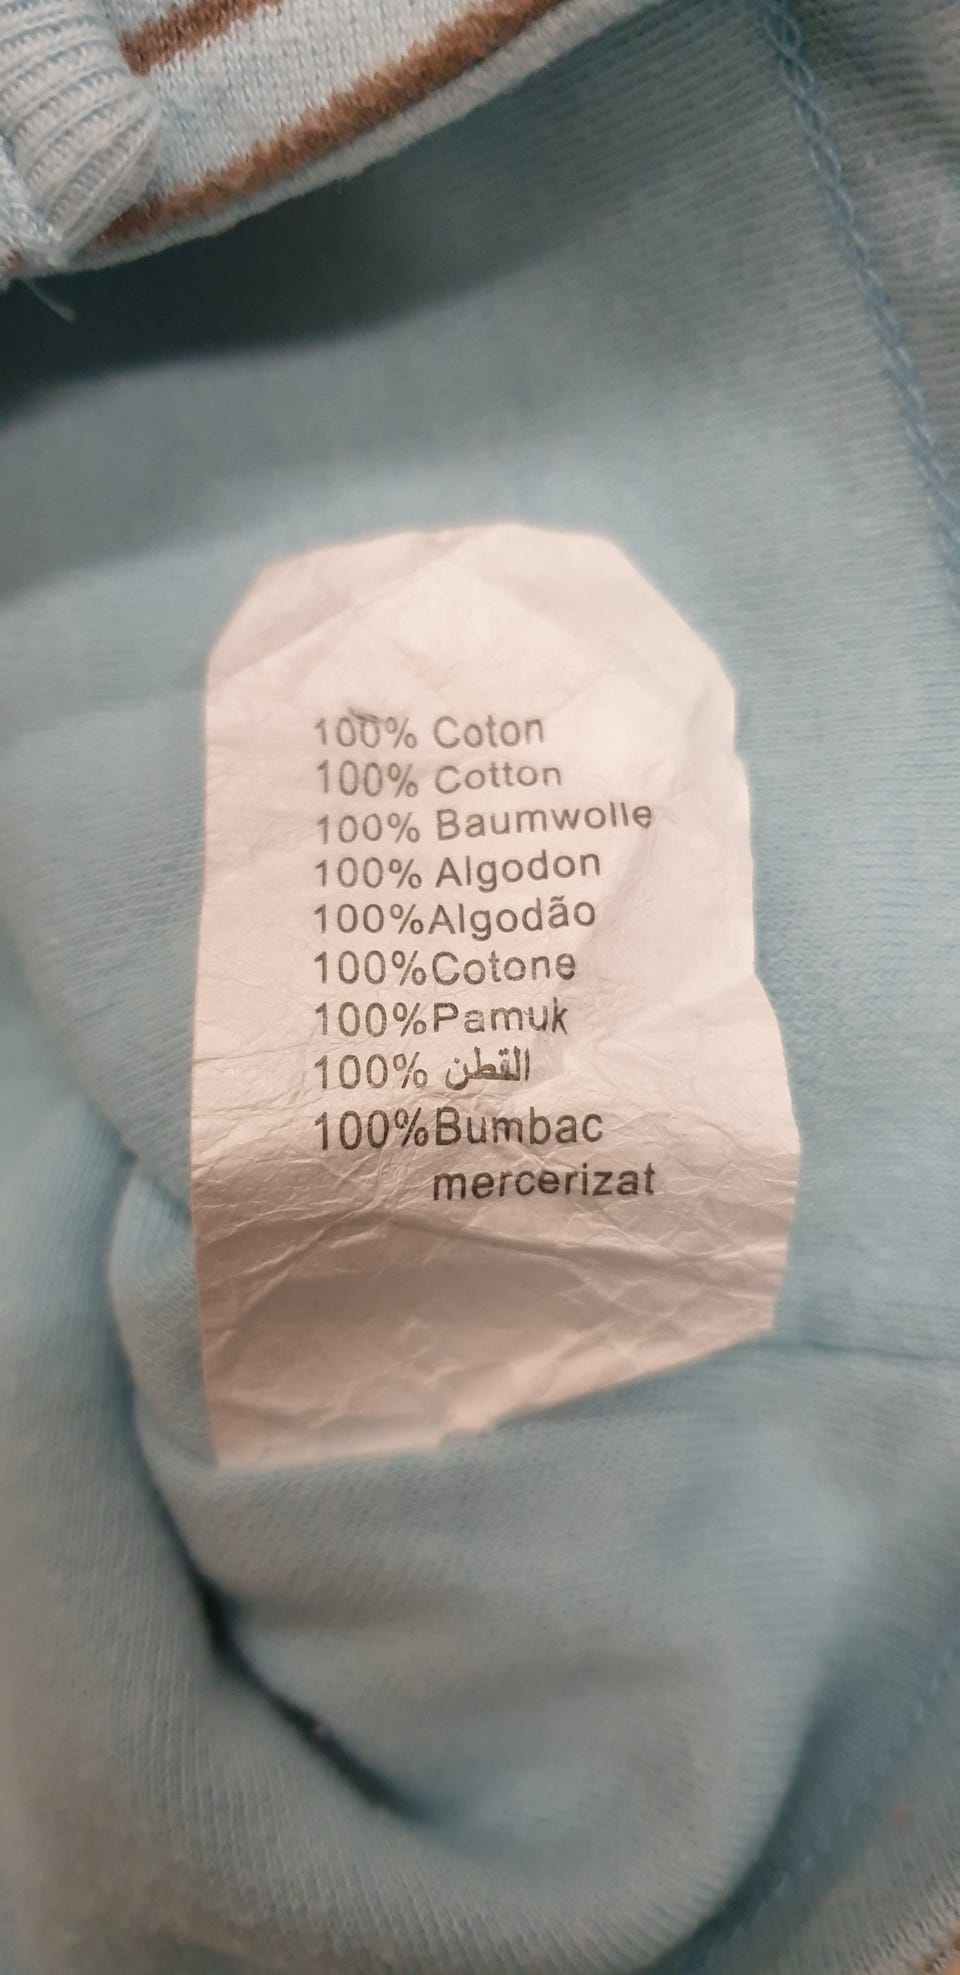 100% Coton
100% Cotton
100% Baumwolle
100% Algodon
100%Algodão
100%Cotone
100%Pamuk
100% القطن
100%Bumbac
mercerizat